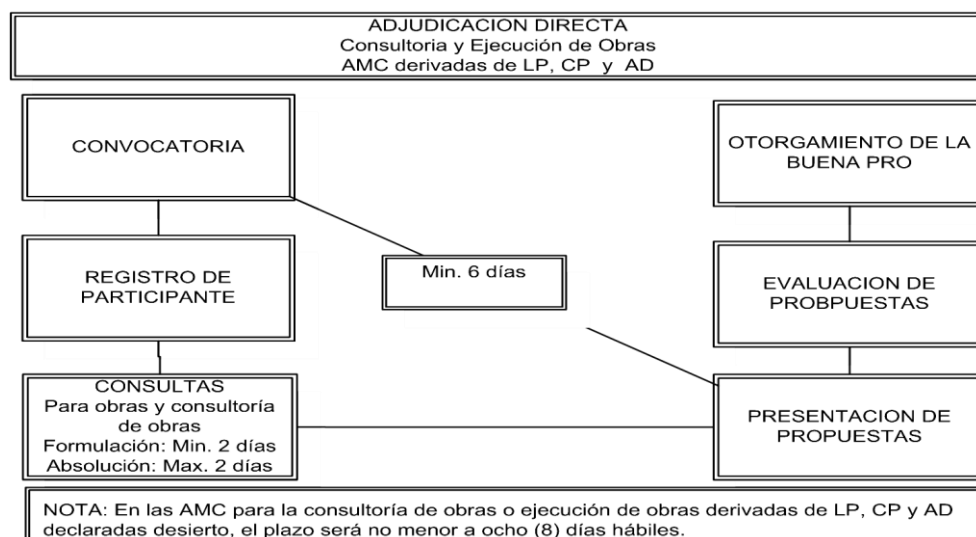 ADJUDICACION DIRECTA
Consultoria y Ejecución de Obras
AMC derivadas de LP, CP y AD
CONVOCATORIA
REGISTRO DE
PARTICIPANTE
CONSULTAS
Para obras y consultoría
de obras
Formulación: Min. 2 días
Absolución: Max. 2 días
Min. 6 días
OTORGAMIENTO DE LA
BUENA PRO
EVALUACION DE
PROBPUESTAS
PRESENTACION DE
PROPUESTAS
NOTA: En las AMC para la consultoría de obras o ejecución de obras derivadas de LP, CP y AD
declaradas desierto, el plazo será no menor a ocho (8) días hábiles.